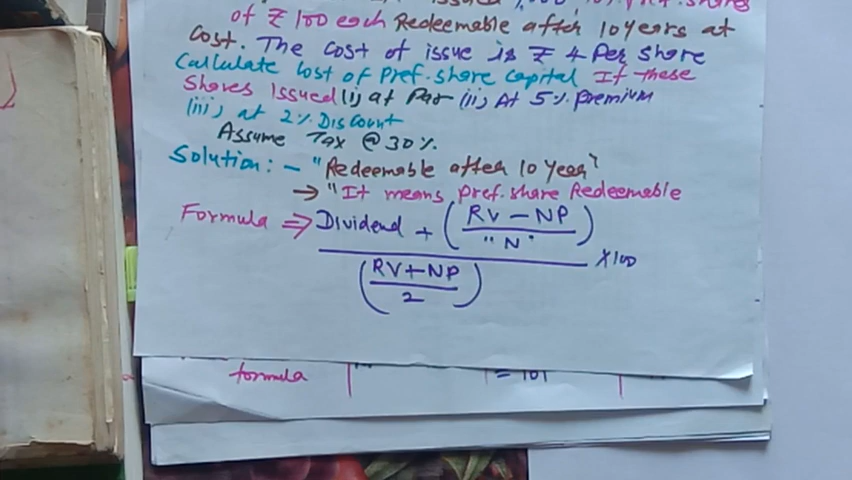 of ₹ 100 each Redeemable after 10 Years at
Cost. The Cost of issue is ₹ 4 Per Share
Callulate Cost of Pref. share Capital If these
Shares Issued (i) at Par (ii) At 5% Premium
(iii) at 2% Discount
Assume Tax @ 30%.
Solution: - "Redeemable after 10 Year"
→ "It means Pref. share Redeemable
Formula ⇒ Dividend + (RV - NP / "N") / (RV + NP / 2) × 100
formula = 101